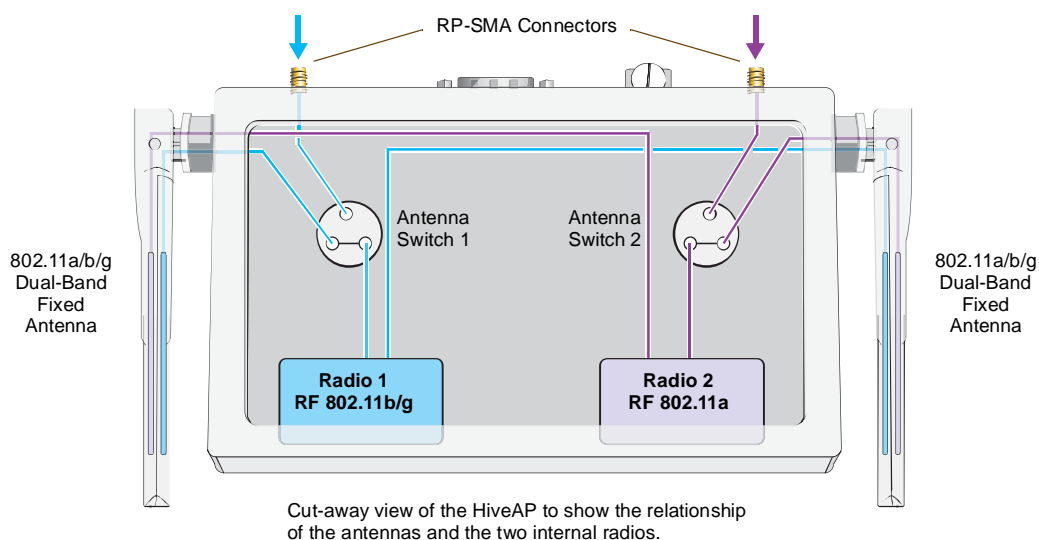 RP-SMA Connectors
Antenna
Switch 1
Antenna
Switch 2
802.11a/b/g
Dual-Band
Fixed
Antenna
802.11a/b/g
Dual-Band
Fixed
Antenna
Radio 1
RF 802.11b/g
Radio 2
RF 802.11a
Cut-away view of the HiveAP to show the relationship
of the antennas and the two internal radios.